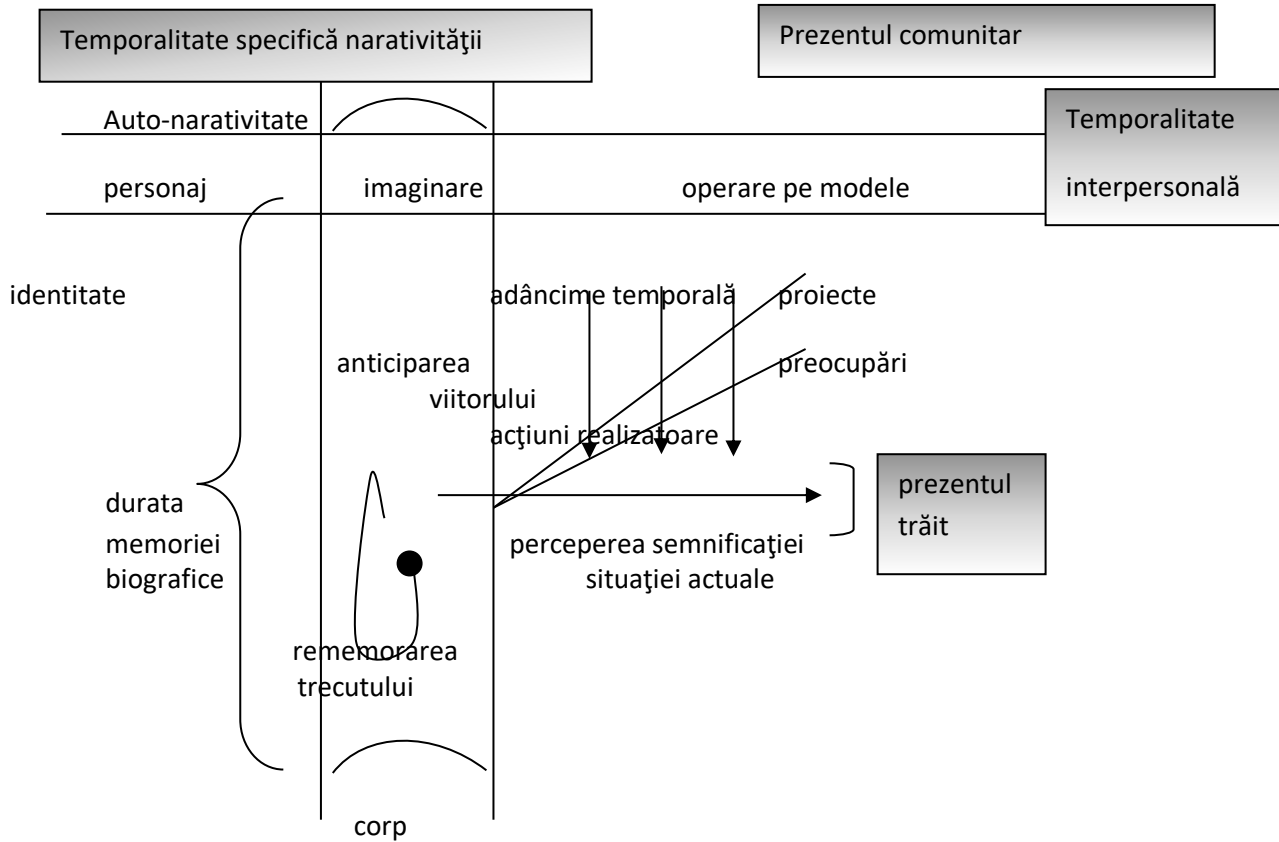 Temporalitate specifică narativităţii
Prezentul comunitar
Auto-narativitate
Temporalitate
interpersonală
personaj
imaginare
operare pe modele
identitate
adâncime temporală
proiecte
anticiparea
viitorului
preocupări
acţiuni realizatoare
prezentul
trăit
durata
memoriei
biografice
perceperea semnificaţiei
situaţiei actuale
rememorarea
trecutului
corp